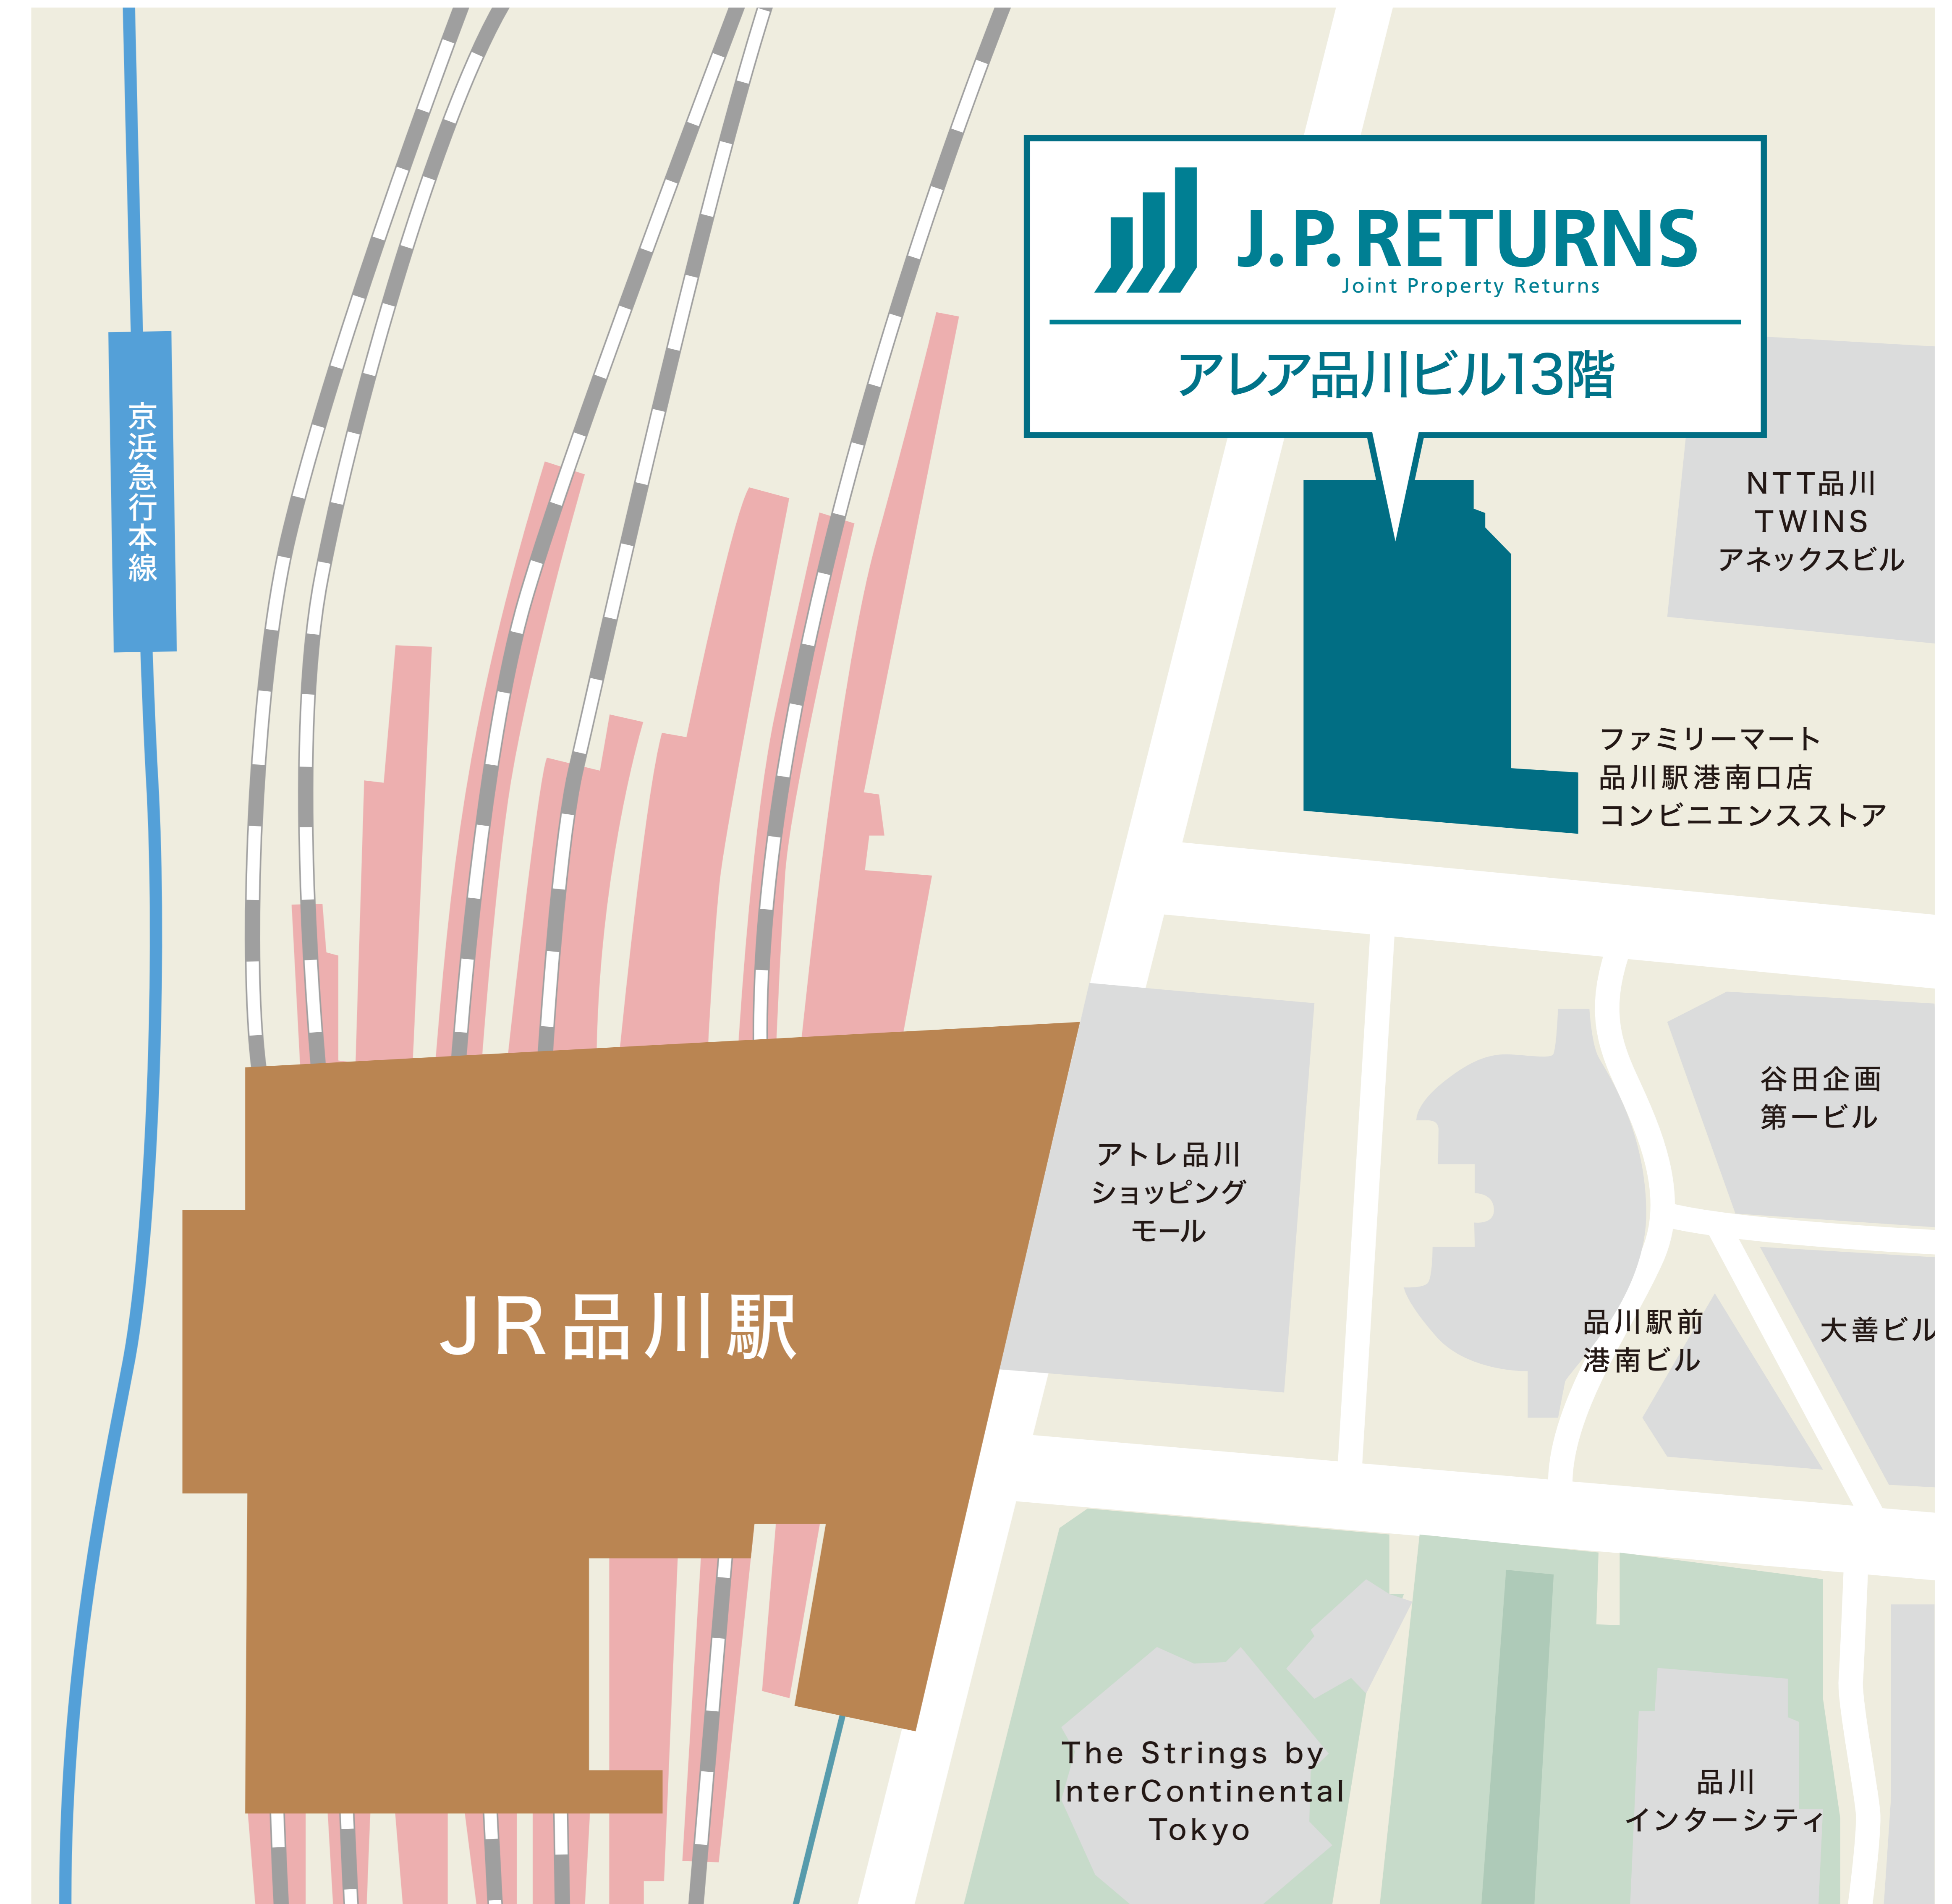 J.P.RETURNS
Joint Property Returns
アレア品川ビル13階
京浜急行本線
NTT品川
TWINS
アネックスビル
ファミリーマート
品川駅港南口店
コンビニエンスストア
谷田企画
第一ビル
アトレ品川
ショッピング
モール
JR品川駅
品川駅前
港南ビル
大善ビル
The Strings by
InterContinental
Tokyo
品川
インターシティ